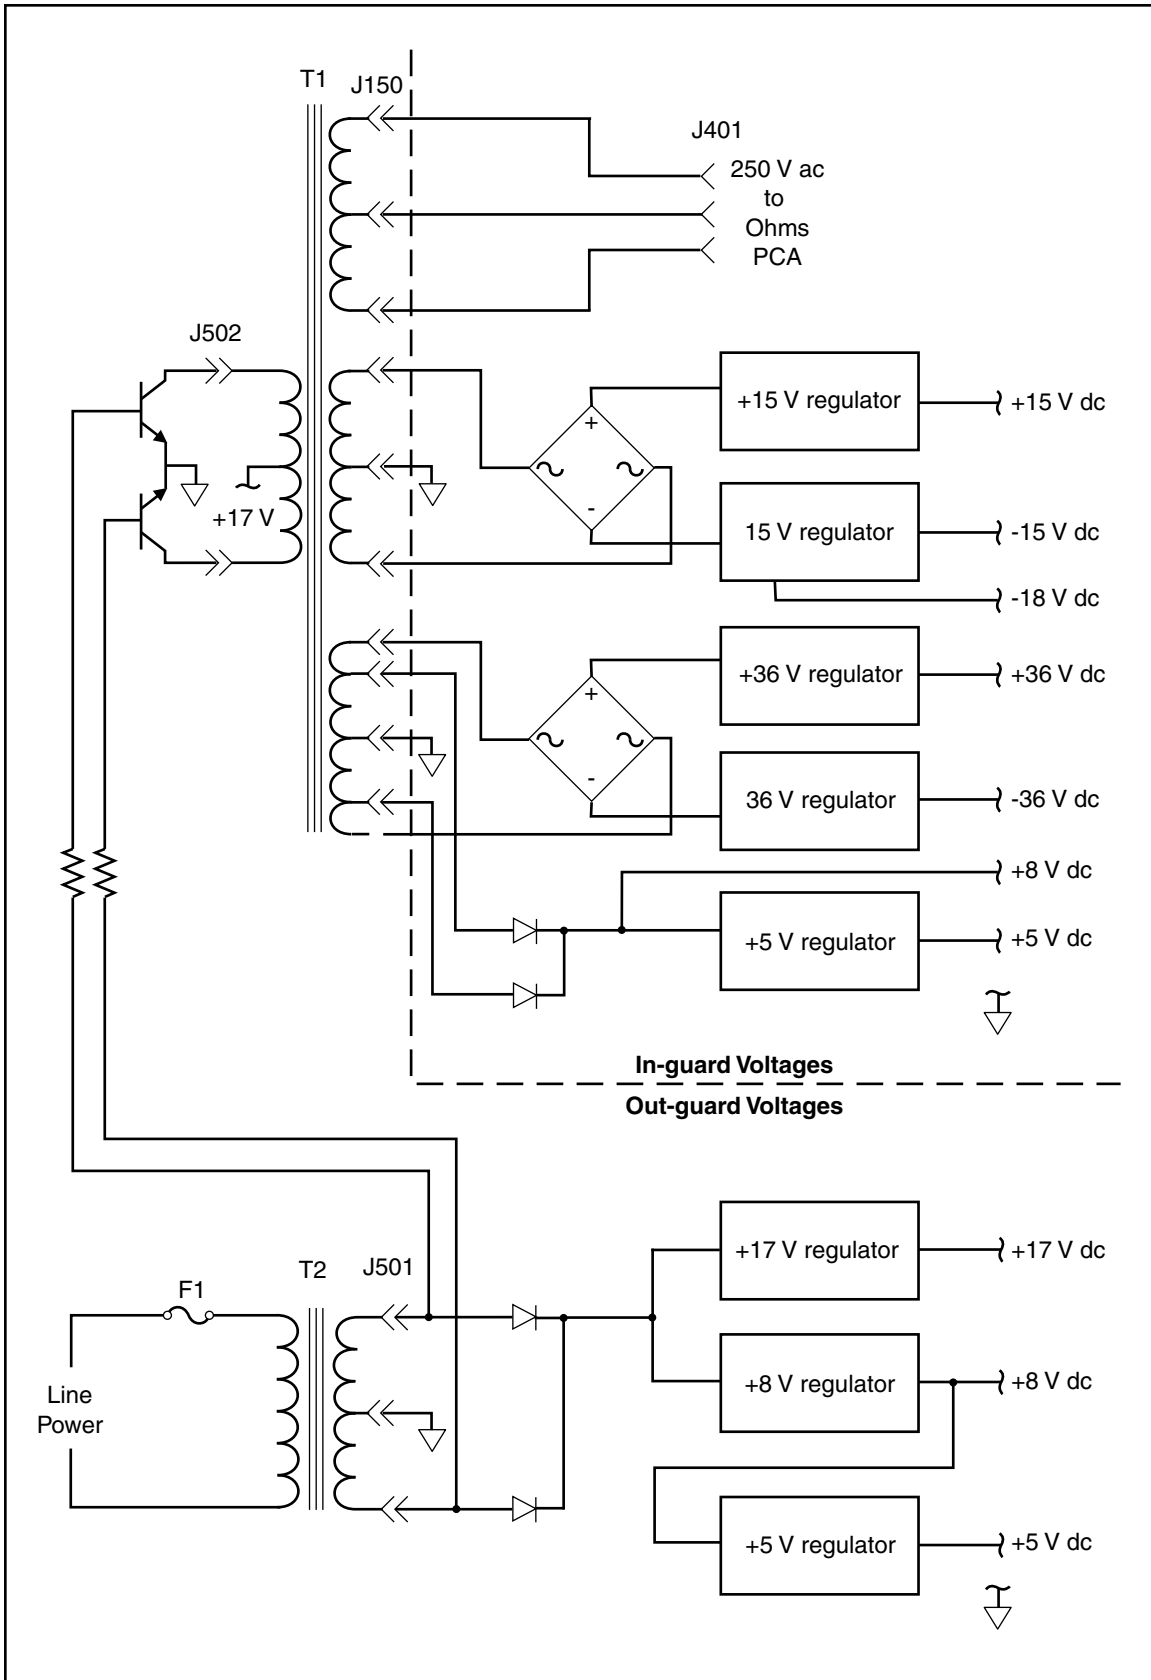 T1
J150
J401
250 V ac
to
Ohms
PCA
J502
+17 V
+
-
+15 V regulator
+15 V dc
15 V regulator
-15 V dc
-18 V dc
+
-
+36 V regulator
+36 V dc
36 V regulator
-36 V dc
+8 V dc
+5 V regulator
+5 V dc
In-guard Voltages
Out-guard Voltages
F1
T2
J501
Line
Power
+17 V regulator
+17 V dc
+8 V regulator
+8 V dc
+5 V regulator
+5 V dc